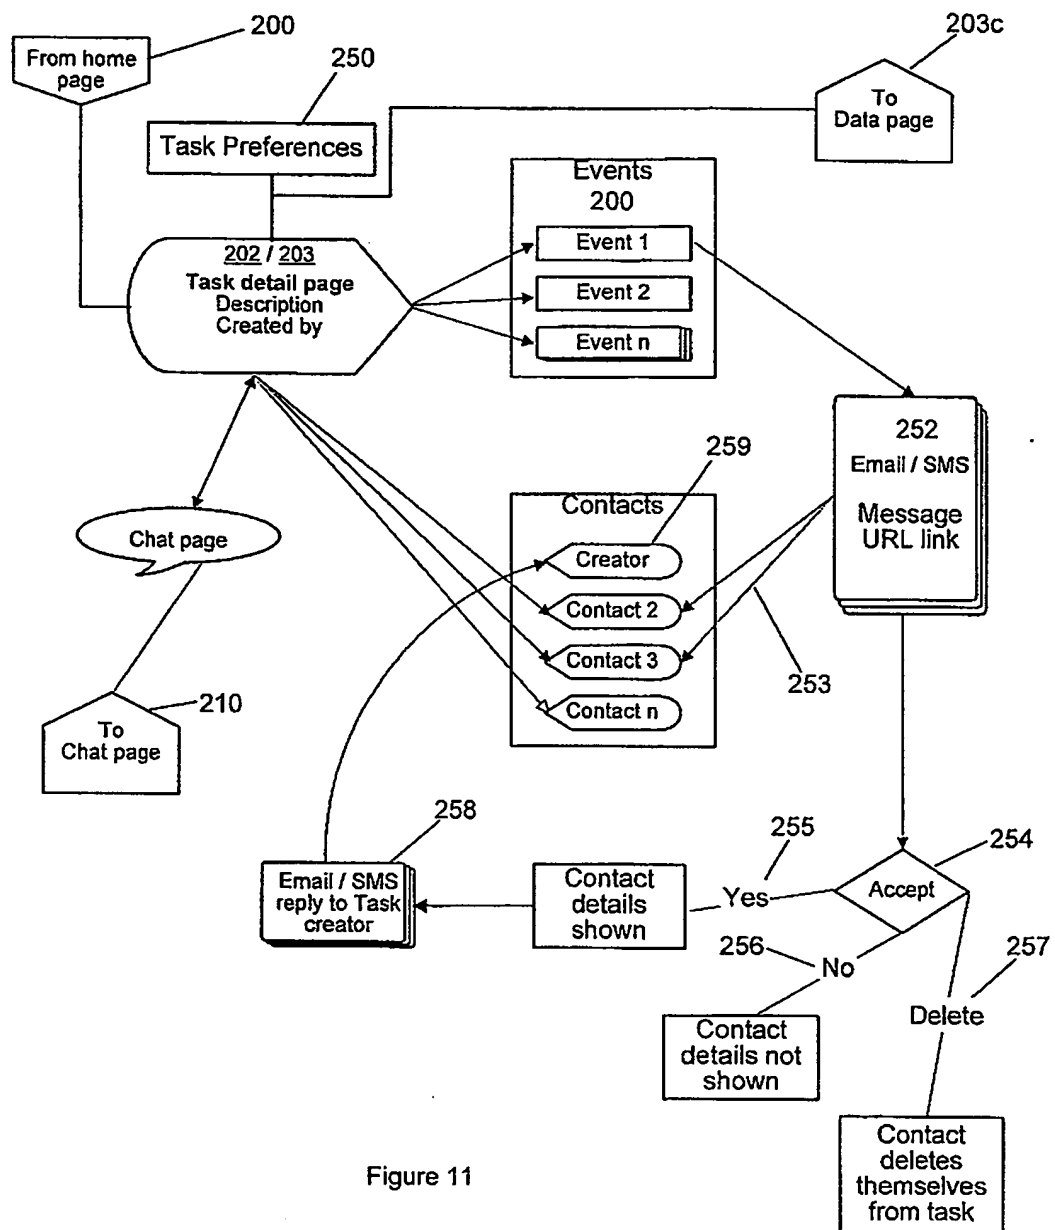 200
From home
page
250
Task Preferences
203c
To
Data page
Events
200
Event 1
Event 2
Event n
202 / 203
Task detail page
Description
Created by
252
Email / SMS
Message
URL link
259
Contacts
Creator
Contact 2
Contact 3
Contact n
253
Chat page
210
To
Chat page
258
Email / SMS
reply to Task
creator
Contact
details
shown
255
Yes
254
Accept
256
No
257
Delete
Contact
details not
shown
Contact
deletes
themselves
from task
Figure 11